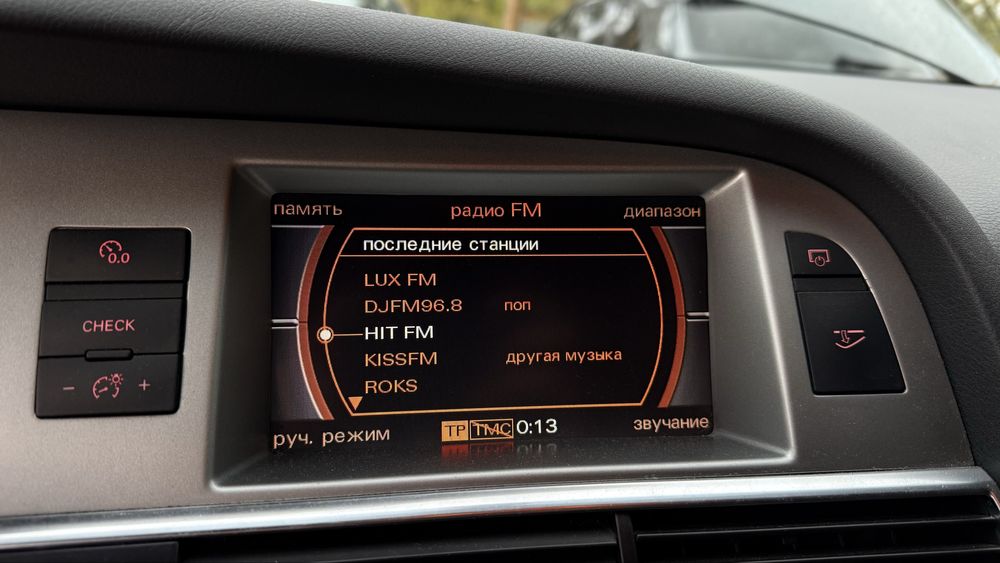 память радио FM диапазон
последние станции
LUX FM
DJFM96.8 поп
HIT FM
KISSFM другая музыка
ROKS
руч. режим TP TMC 0:13 звучание
0.0
CHECK
- +